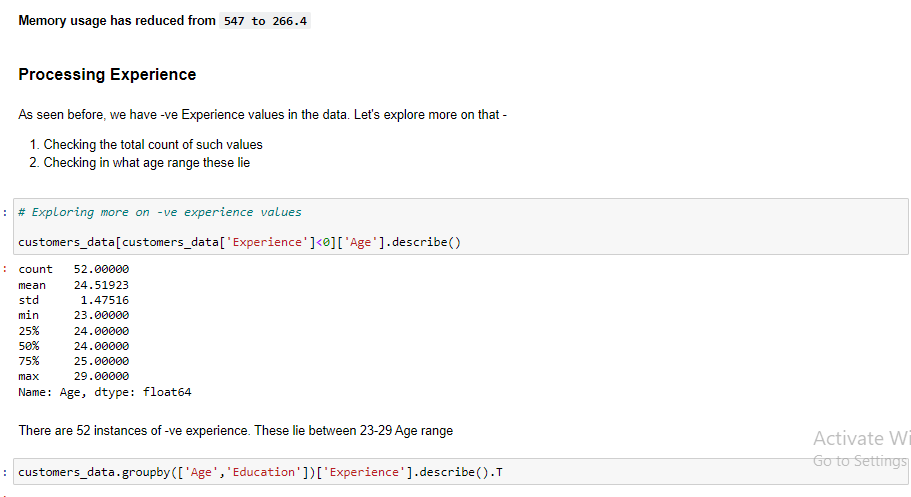 Memory usage has reduced from 547 to 266.4
Processing Experience
As seen before, we have -ve Experience values in the data. Let's explore more on that -
1. Checking the total count of such values
2. Checking in what age range these lie
: # Exploring more on -ve experience values
customers_data[customers_data['Experience']<0]['Age'].describe()
: count 52.00000
mean 24.51923
std 1.47516
min 23.00000
25% 24.00000
50% 24.00000
75% 25.00000
max 29.00000
Name: Age, dtype: float64
There are 52 instances of -ve experience. These lie between 23-29 Age range
Activate Wi
Go to Settings
: customers_data.groupby(['Age','Education'])['Experience'].describe().T